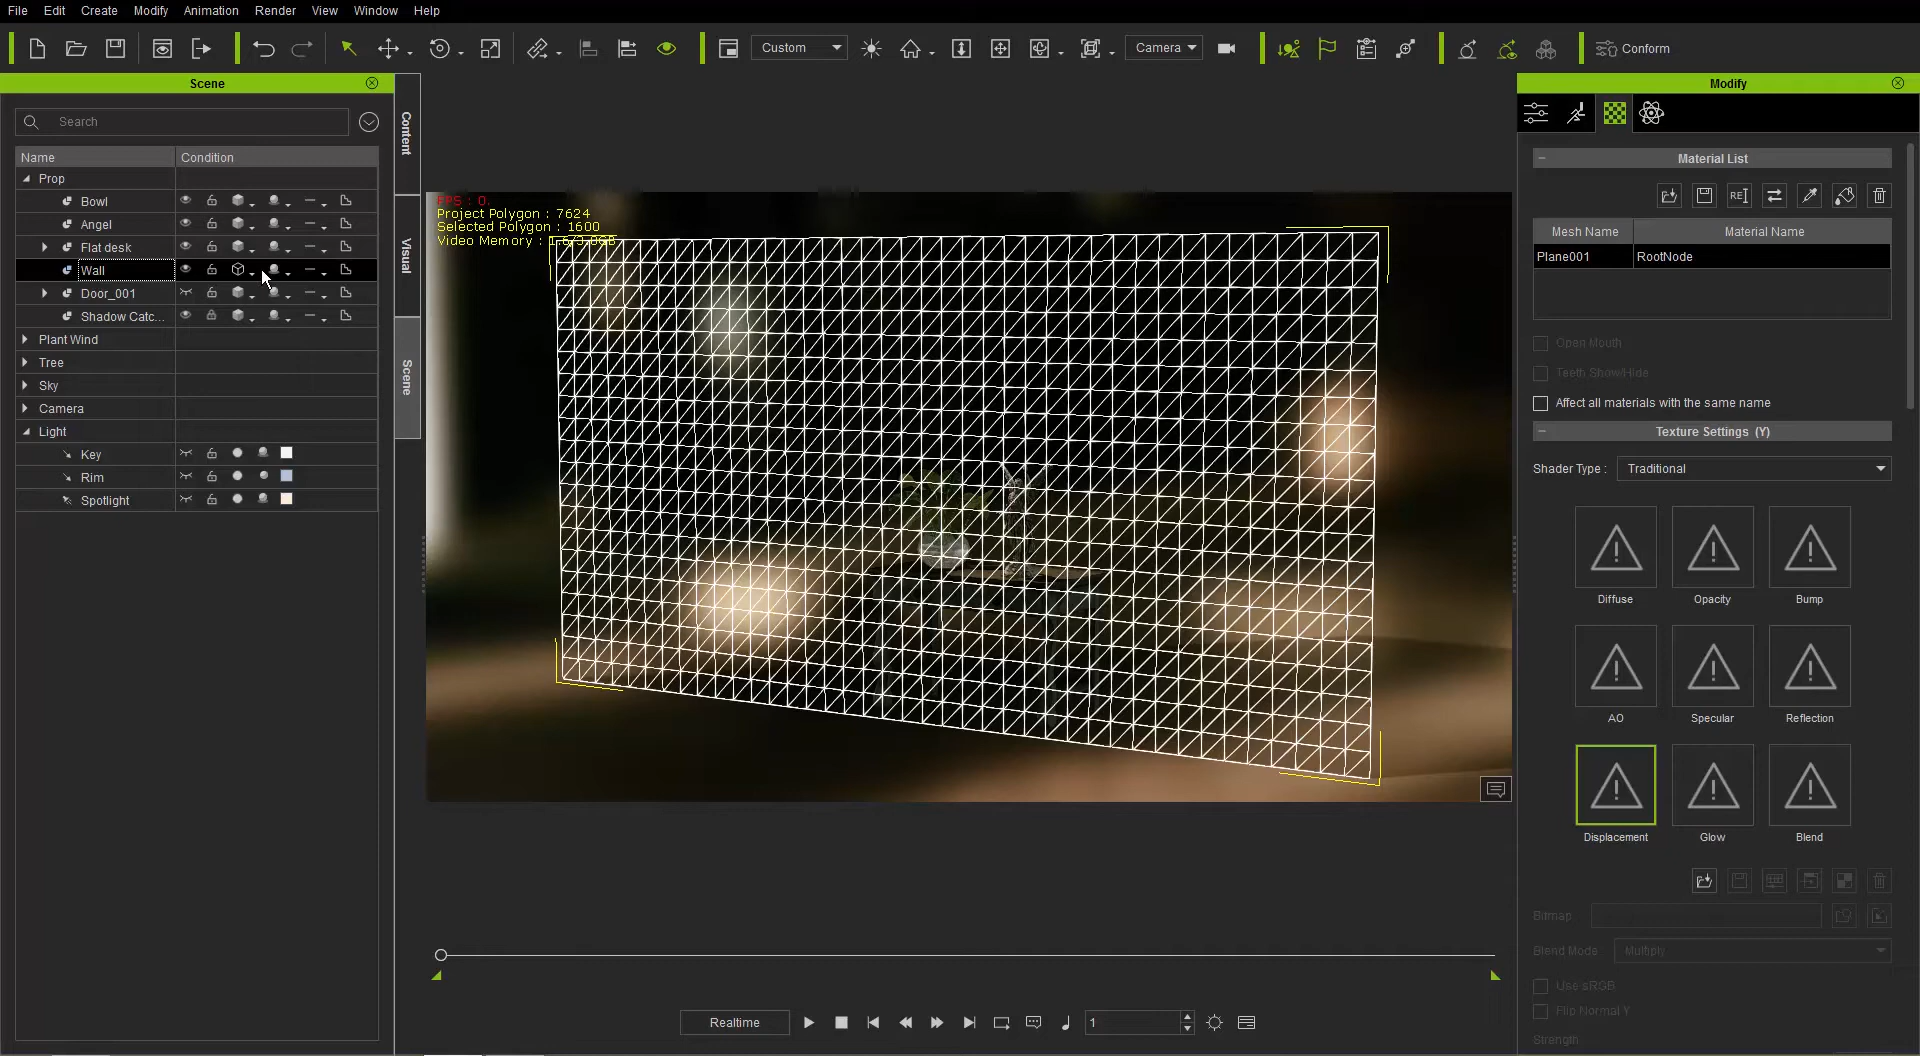 File Edit Create Modify Animation Render View Window Help
Custom Camera Conform
Scene
Search
Name Condition
Prop
Bowl
Angel
Flat desk
Wall
Door_001
Shadow Catc...
Plant Wind
Tree
Sky
Camera
Light
Key
Rim
Spotlight
Content
Visual
Scene
FPS : 0.
Project Polygon : 7624
Selected Polygon : 1600
Video Memory :
Realtime
1
Modify
Material List
REI
Mesh Name Material Name
Plane001 RootNode
Open Mouth
Teeth Show/Hide
Affect all materials with the same name
Texture Settings (Y)
Shader Type : Traditional
Diffuse Opacity Bump
AO Specular Reflection
Displacement Glow Blend
Bitmap
Blend Mode Multiply
Use sRGB
Flip Normal Y
Strength